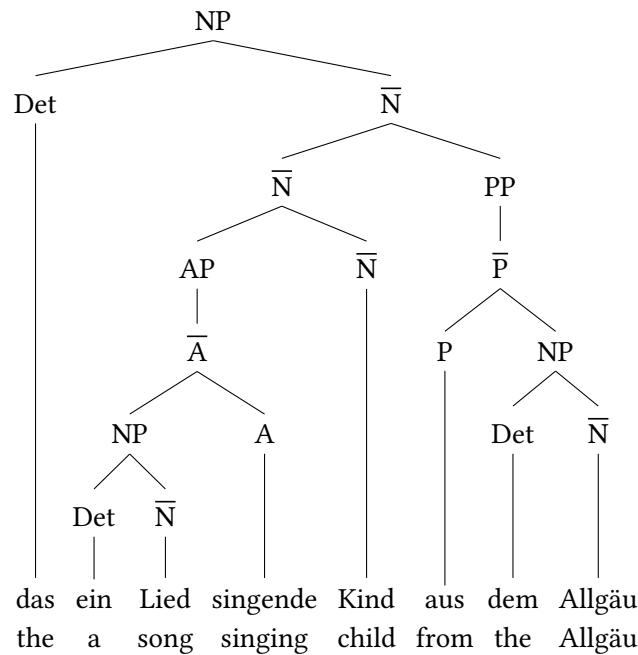 NP
Det N̅
N̅ PP
AP N̅ P̅
A̅ P NP
NP A Det N̅
Det N̅
das ein Lied singende Kind aus dem Allgäu
the a song singing child from the Allgäu